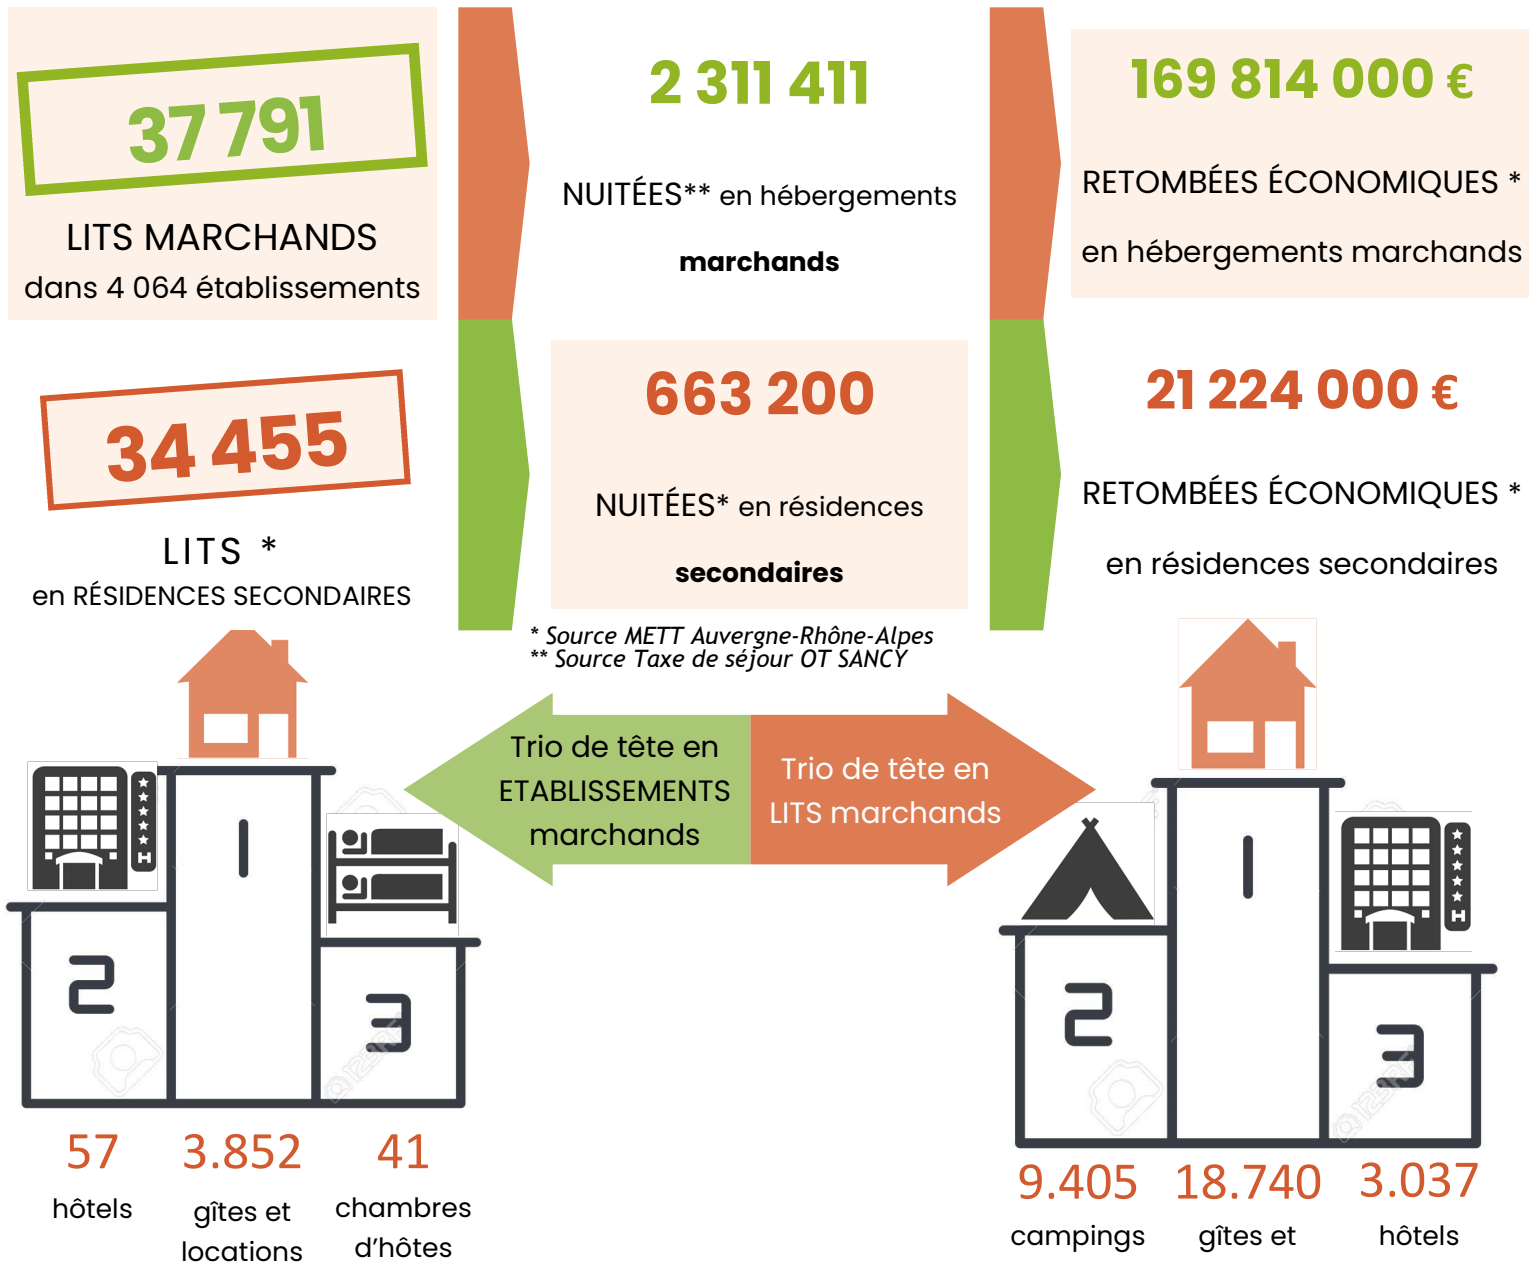 37 791
LITS MARCHANDS
dans 4 064 établissements
2 311 411
NUITÉES** en hébergements
marchands
169 814 000 €
RETOMBÉES ÉCONOMIQUES *
en hébergements marchands
34 455
LITS *
en RÉSIDENCES SECONDAIRES
663 200
NUITÉES* en résidences
secondaires
21 224 000 €
RETOMBÉES ÉCONOMIQUES *
en résidences secondaires
* Source METT Auvergne-Rhône-Alpes
** Source Taxe de séjour OT SANCY
Trio de tête en
ETABLISSEMENTS
marchands
Trio de tête en
LITS marchands
H
1
2
3
57
hôtels
3.852
gîtes et
locations
41
chambres
d’hôtes
H
1
2
3
9.405
campings
18.740
gîtes et
3.037
hôtels